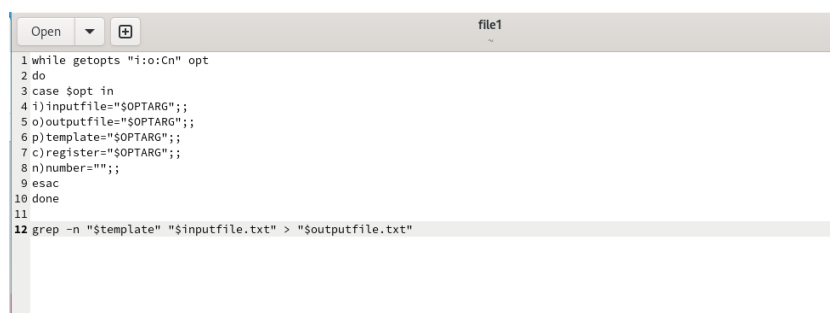 Open
file1
~
1 while getopts "i:o:Cn" opt
2 do
3 case $opt in
4 i)inputfile="$OPTARG";;
5 o)outputfile="$OPTARG";;
6 p)template="$OPTARG";;
7 c)register="$OPTARG";;
8 n)number="";;
9 esac
10 done
11
12 grep -n "$template" "$inputfile.txt" > "$outputfile.txt"